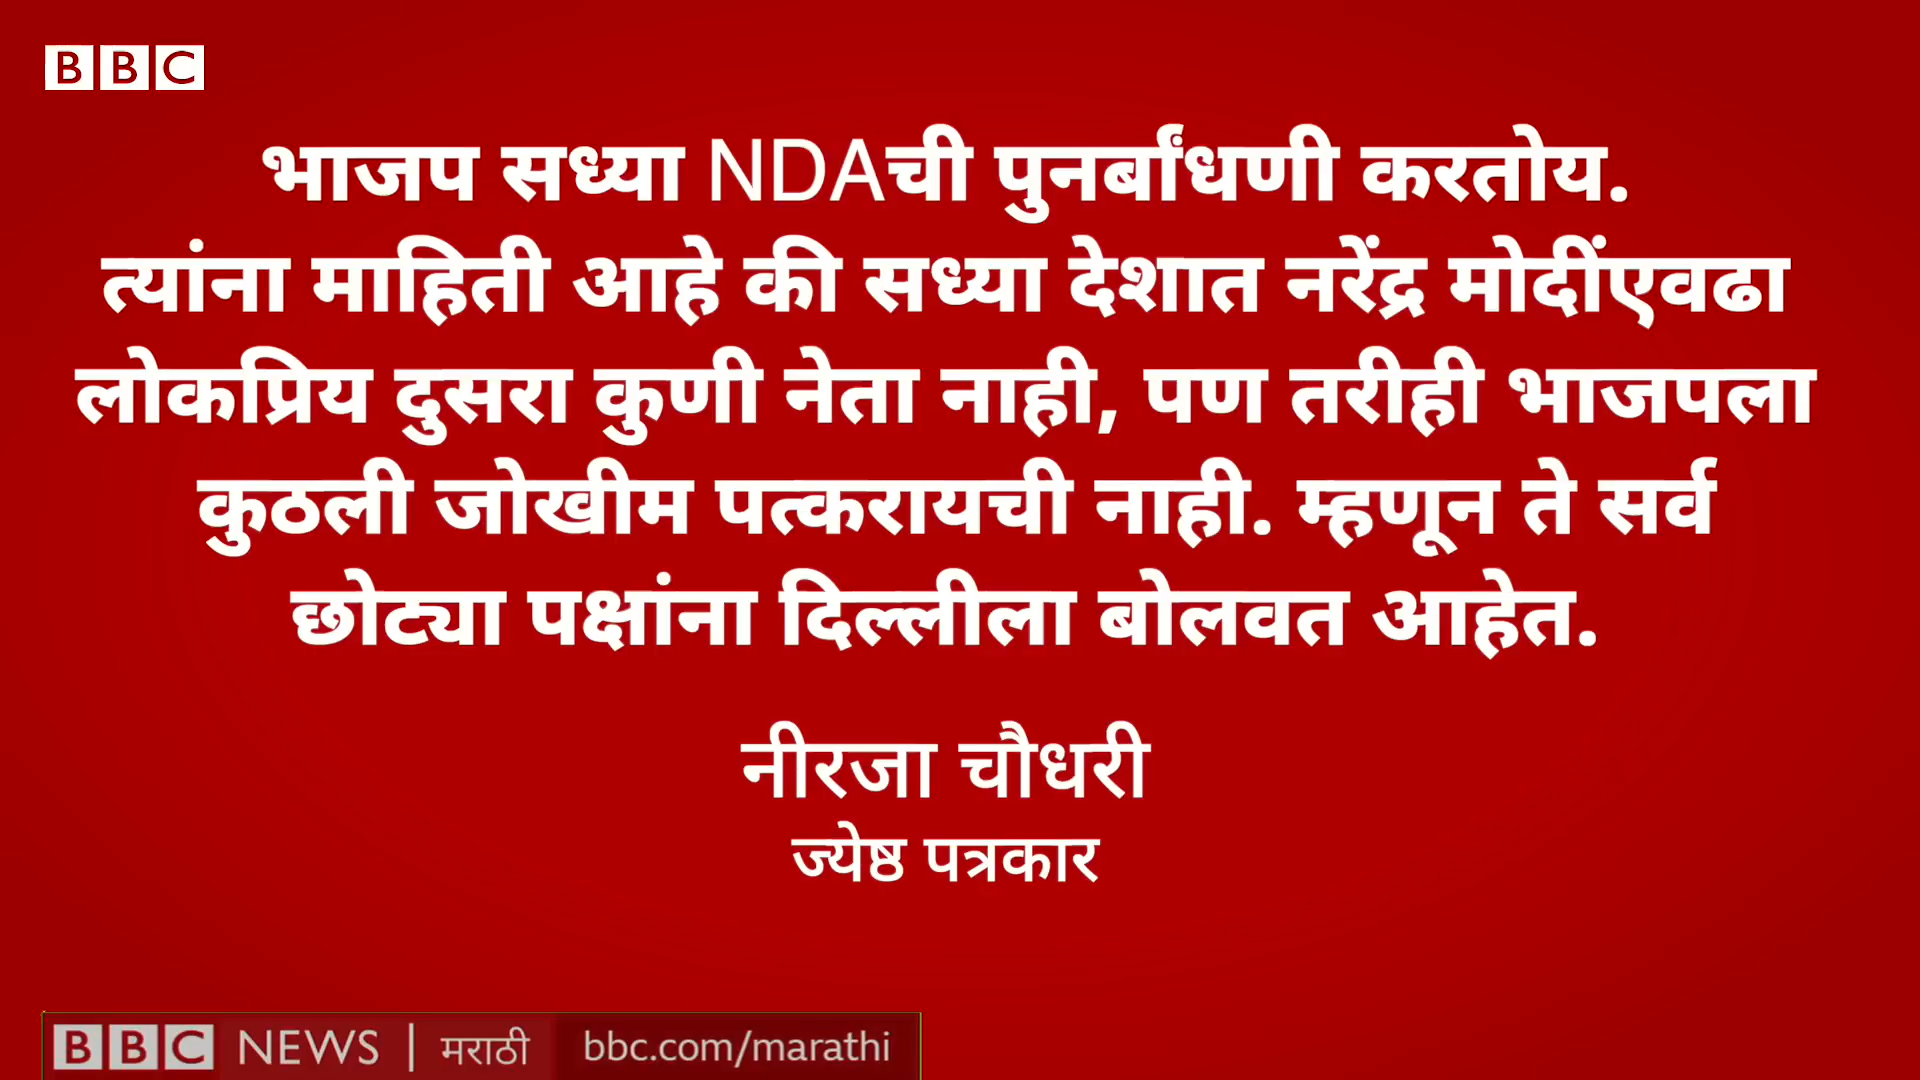 BBC
भाजप सध्या NDAची पुनर्बांधणी करतोय.
त्यांना माहिती आहे की सध्या देशात नरेंद्र मोदींएवढा
लोकप्रिय दुसरा कुणी नेता नाही, पण तरीही भाजपला
कुठली जोखीम पत्करायची नाही. म्हणून ते सर्व
छोट्या पक्षांना दिल्लीला बोलवत आहेत.
नीरजा चौधरी
ज्येष्ठ पत्रकार
BBC NEWS | मराठी bbc.com/marathi